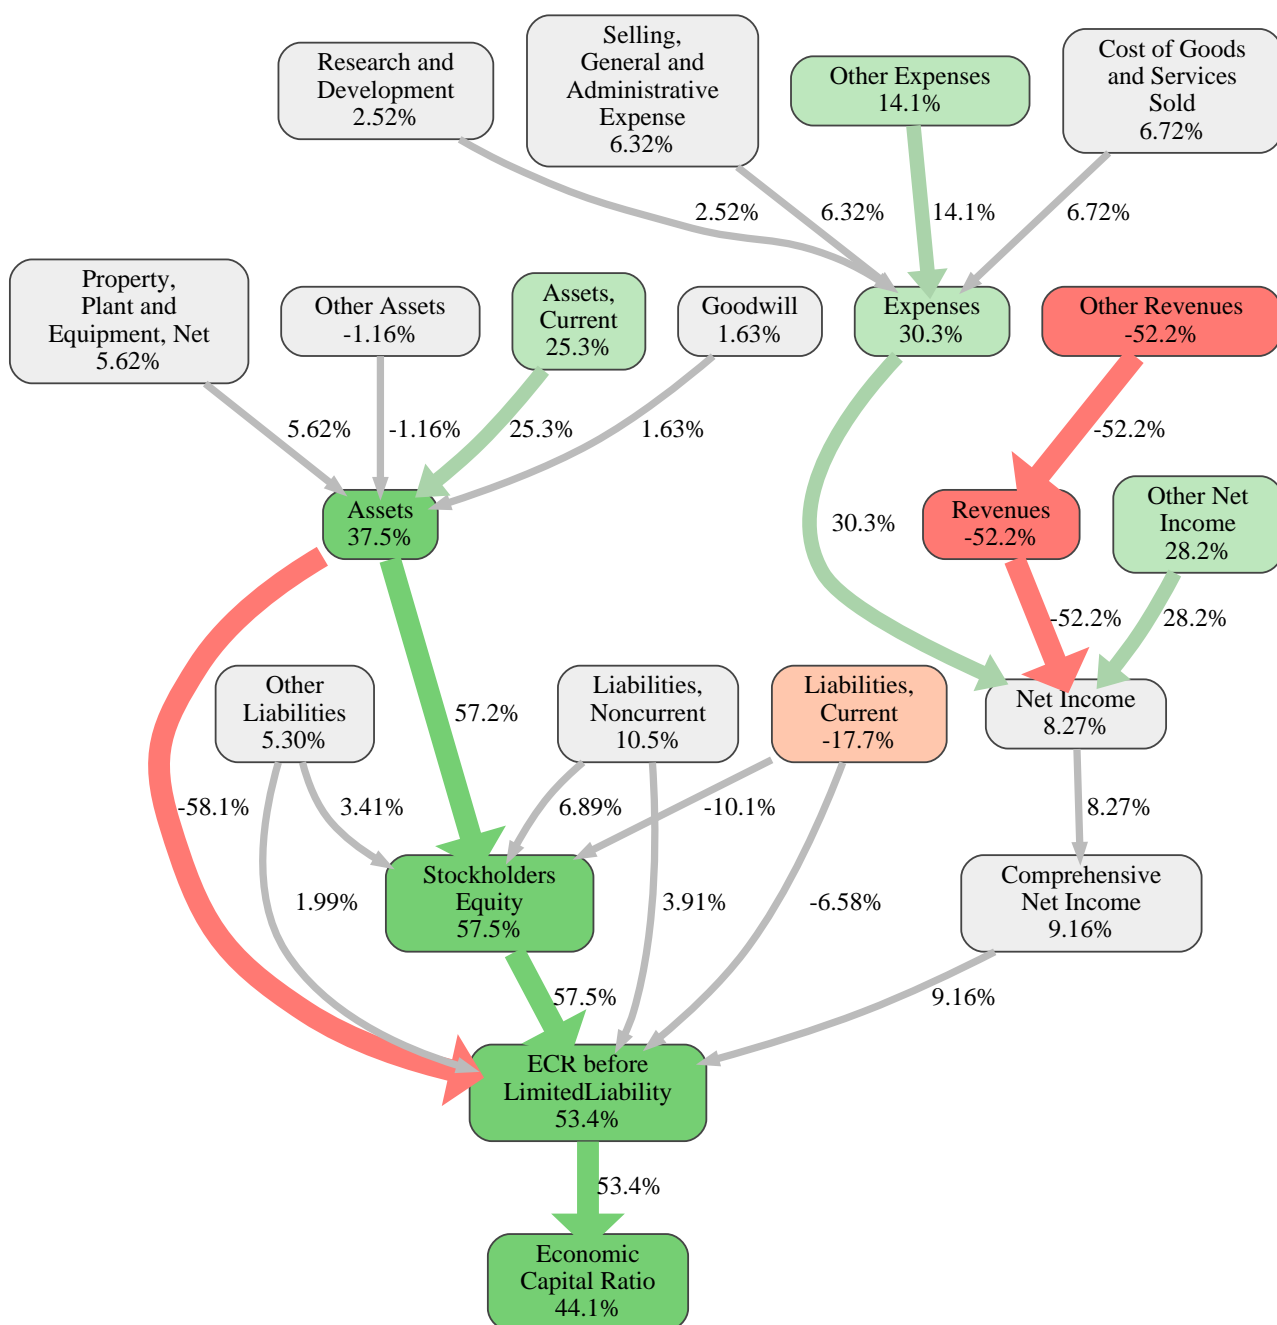 Research and
Development
2.52%
Selling,
General and
Administrative
Expense
6.32%
Other Expenses
14.1%
Cost of Goods
and Services
Sold
6.72%
2.52%
6.32%
14.1%
6.72%
Property,
Plant and
Equipment, Net
5.62%
Other Assets
-1.16%
Assets,
Current
25.3%
Goodwill
1.63%
Expenses
30.3%
Other Revenues
-52.2%
5.62%
-1.16%
25.3%
1.63%
-52.2%
Assets
37.5%
30.3%
Revenues
-52.2%
Other Net
Income
28.2%
-52.2%
28.2%
Other
Liabilities
5.30%
57.2%
Liabilities,
Noncurrent
10.5%
Liabilities,
Current
-17.7%
Net Income
8.27%
-58.1%
3.41%
6.89%
-10.1%
8.27%
Stockholders
Equity
57.5%
1.99%
3.91%
-6.58%
Comprehensive
Net Income
9.16%
57.5%
9.16%
ECR before
LimitedLiability
53.4%
53.4%
Economic
Capital Ratio
44.1%